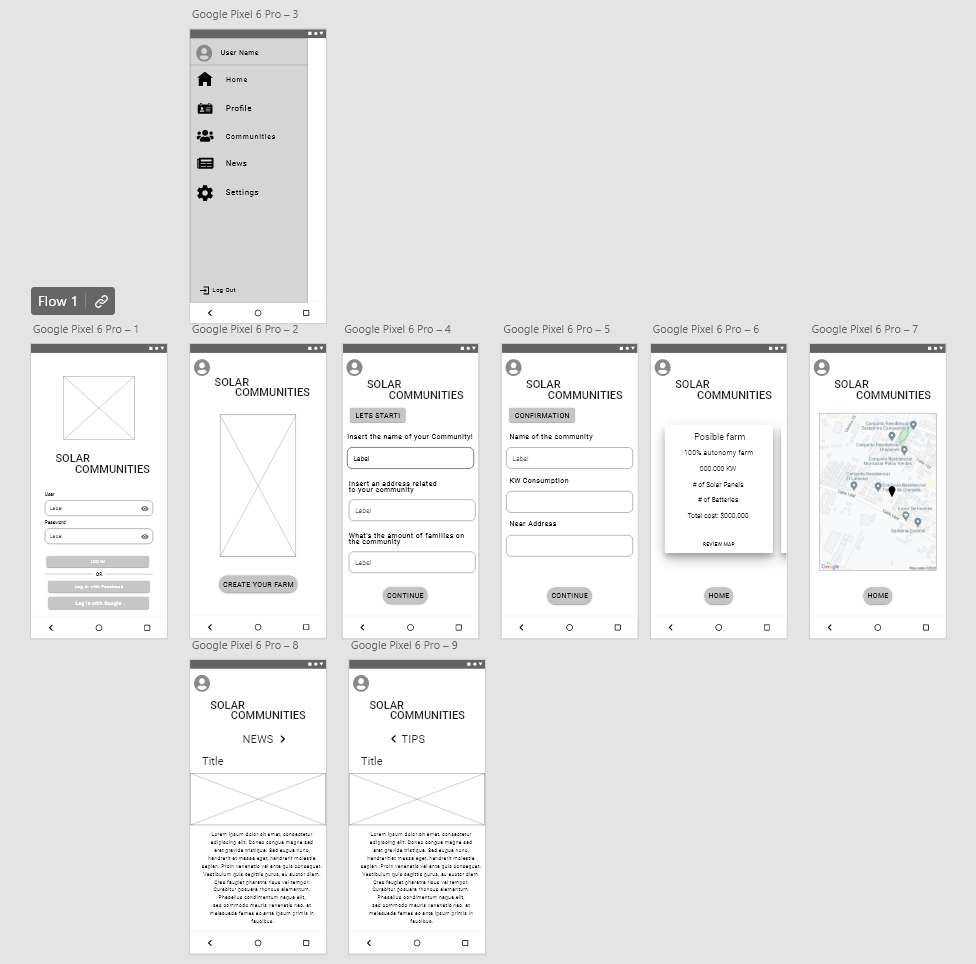 Google Pixel 6 Pro – 3
User Name
Home
Profile
Communities
News
Settings
Log Out
Flow 1
Google Pixel 6 Pro – 1
SOLAR
COMMUNITIES
User
Label
Password
Label
LOG IN
OR
Log in with Facebook
Log in with Google
Google Pixel 6 Pro – 2
SOLAR
COMMUNITIES
CREATE YOUR FARM
Google Pixel 6 Pro – 4
SOLAR
COMMUNITIES
LETS START!
Insert the name of your Community!
Label
Insert an address related
to your community
Label
What's the amount of families on
the community
Label
CONTINUE
Google Pixel 6 Pro – 5
SOLAR
COMMUNITIES
CONFIRMATION
Name of the community
Label
KW Consumption
Near Address
CONTINUE
Google Pixel 6 Pro – 6
SOLAR
COMMUNITIES
Posible farm
100% autonomy farm
000.000 KW
# of Solar Panels
# of Batteries
Total cost: $000.000
REVIEW MAP
HOME
Google Pixel 6 Pro – 7
SOLAR
COMMUNITIES
Conjunto Residencial
Conjunto Residencial
Conjunto Residencial
Google
HOME
Google Pixel 6 Pro – 8
SOLAR
COMMUNITIES
NEWS
Title
Lorem ipsum dolor sit amet, consectetur
adipiscing elit. Donec congue magna sed
erat gravida tristique. Sed augue nunc,
hendrerit et massa eget, hendrerit molestie
sapien. Proin venenatis vel ante quis consequat.
Vestibulum quis sagittis purus, eu auctor diam.
Cras feugiat pharetra risus vel tempor.
Curabitur posuere rhoncus elementum.
Phasellus condimentum neque elit,
sed commodo mauris venenatis nec. et
malesuada fames ac ante ipsum primis in
faucibus.
Google Pixel 6 Pro – 9
SOLAR
COMMUNITIES
TIPS
Title
Lorem ipsum dolor sit amet, consectetur
adipiscing elit. Donec congue magna sed
erat gravida tristique. Sed augue nunc,
hendrerit et massa eget, hendrerit molestie
sapien. Proin venenatis vel ante quis consequat.
Vestibulum quis sagittis purus, eu auctor diam.
Cras feugiat pharetra risus vel tempor.
Curabitur posuere rhoncus elementum.
Phasellus condimentum neque elit,
sed commodo mauris venenatis nec. et
malesuada fames ac ante ipsum primis in
faucibus.